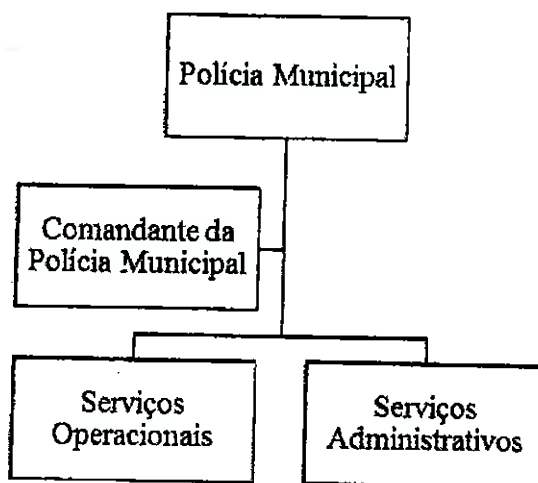 Polícia Municipal
Comandante da
Polícia Municipal
Serviços
Operacionais
Serviços
Administrativos